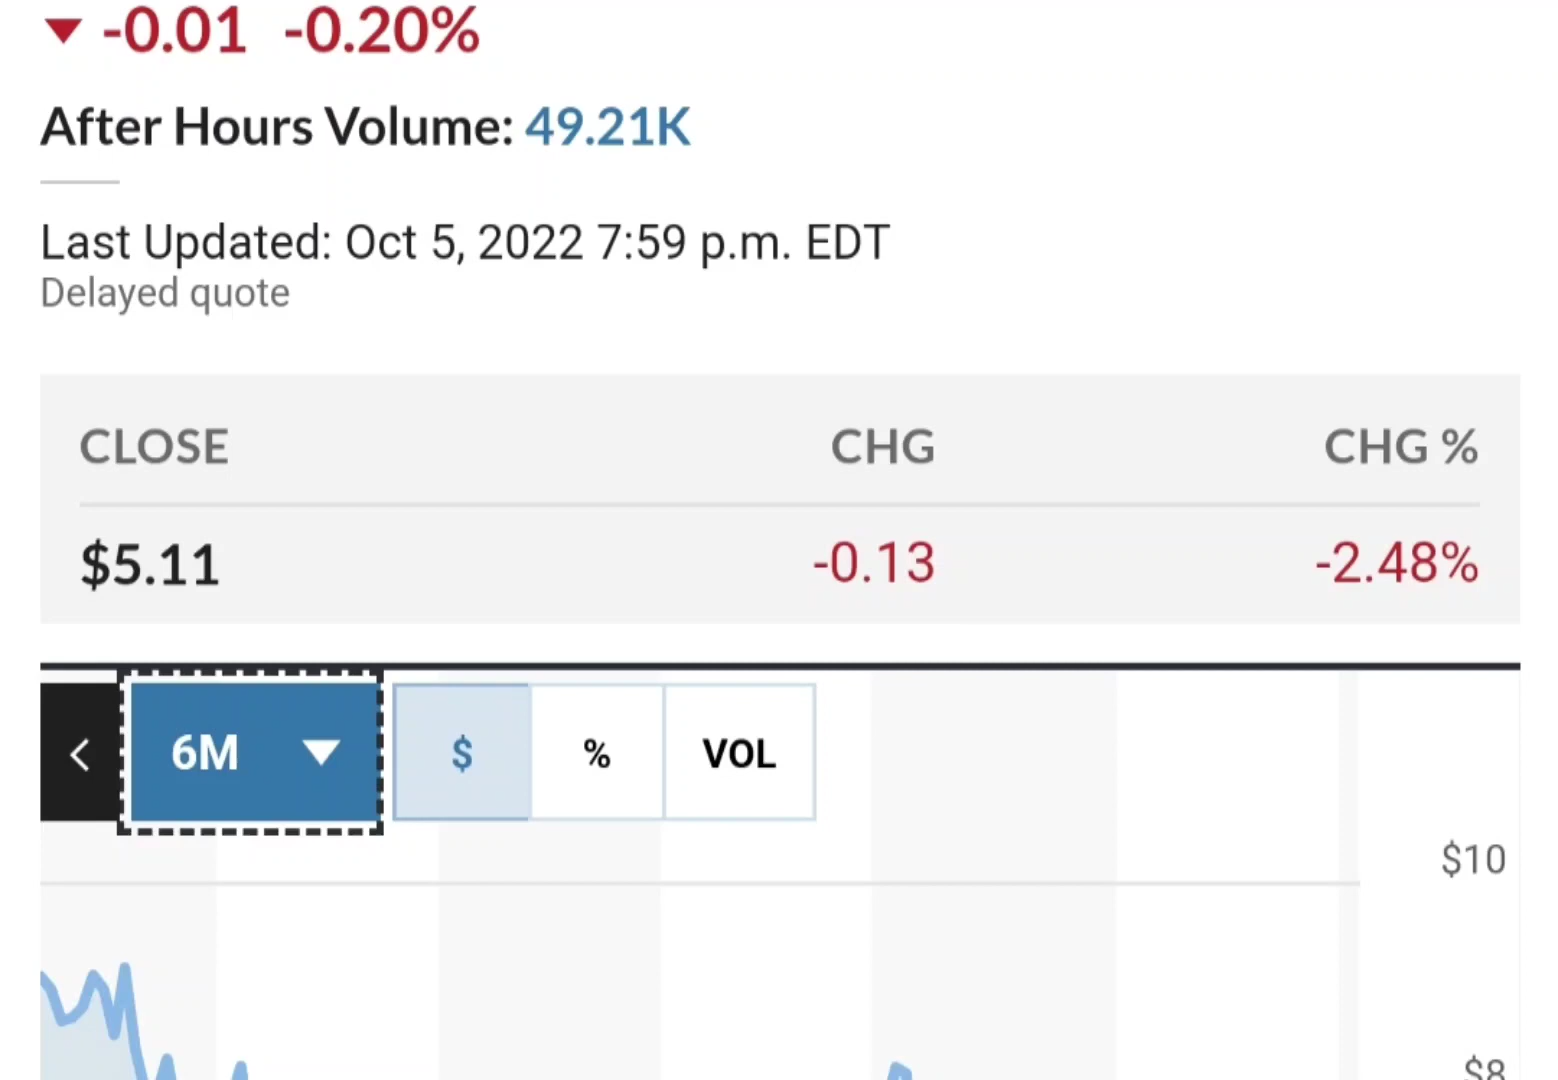 -0.01 -0.20%
After Hours Volume: 49.21K
Last Updated: Oct 5, 2022 7:59 p.m. EDT
Delayed quote
CLOSE CHG CHG %
$5.11 -0.13 -2.48%
6M $ % VOL
$10
$8